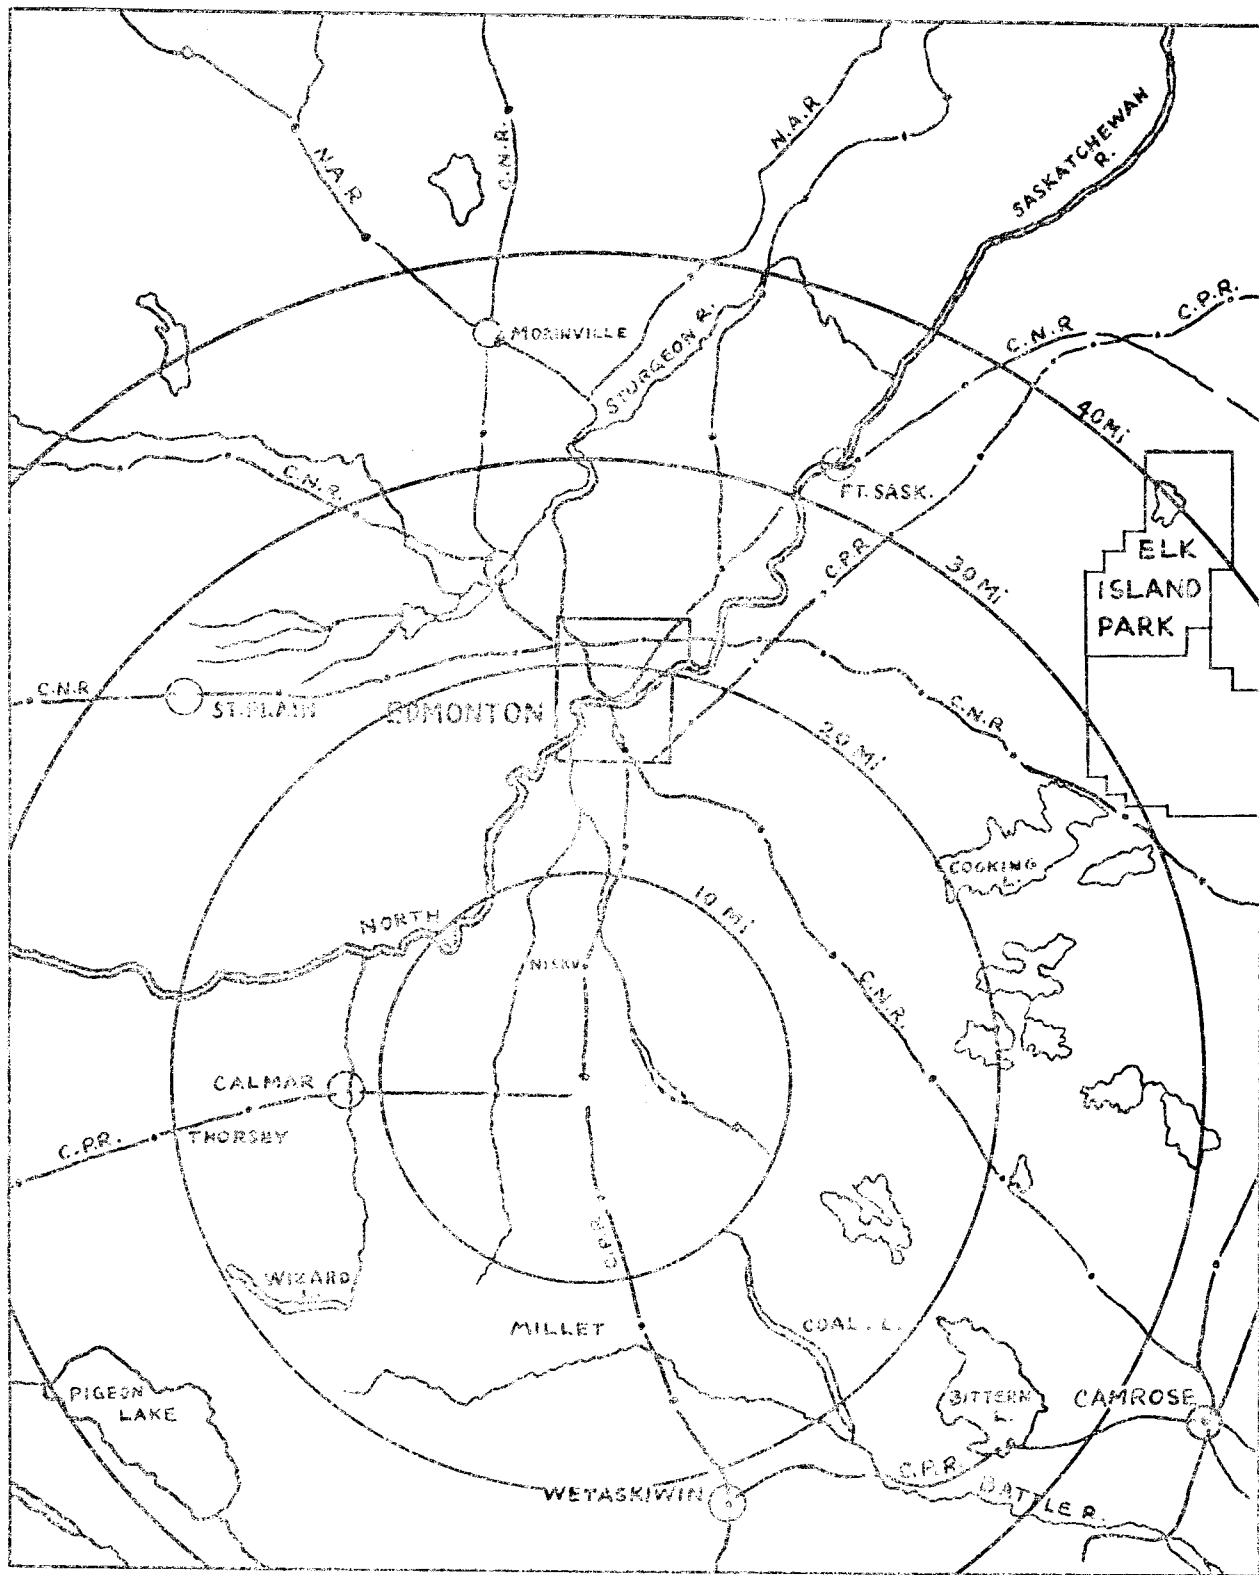 N.A.R
C.N.R.
N.A.R
SASKATCHEWAN
R.
C.P.R.
C.N.R
MORINVILLE
STURGEON R.
40 Mi
C.N.R.
FT. SASK.
C.P.R.
30 Mi
ELK
ISLAND
PARK
C.N.R
ST. PLAIN
EDMONTON
C.N.R
20 Mi
COOKING
L.
10 Mi
NORTH
NISKU
C.N.R.
CALMAR
THORSBY
C.P.R.
C.P.R.
WIZARD
L.
MILLET
COAL . L.
PIGEON
LAKE
BITTERN
L.
CAMROSE
C.P.R.
WETASKIWIN
BATTLE R.